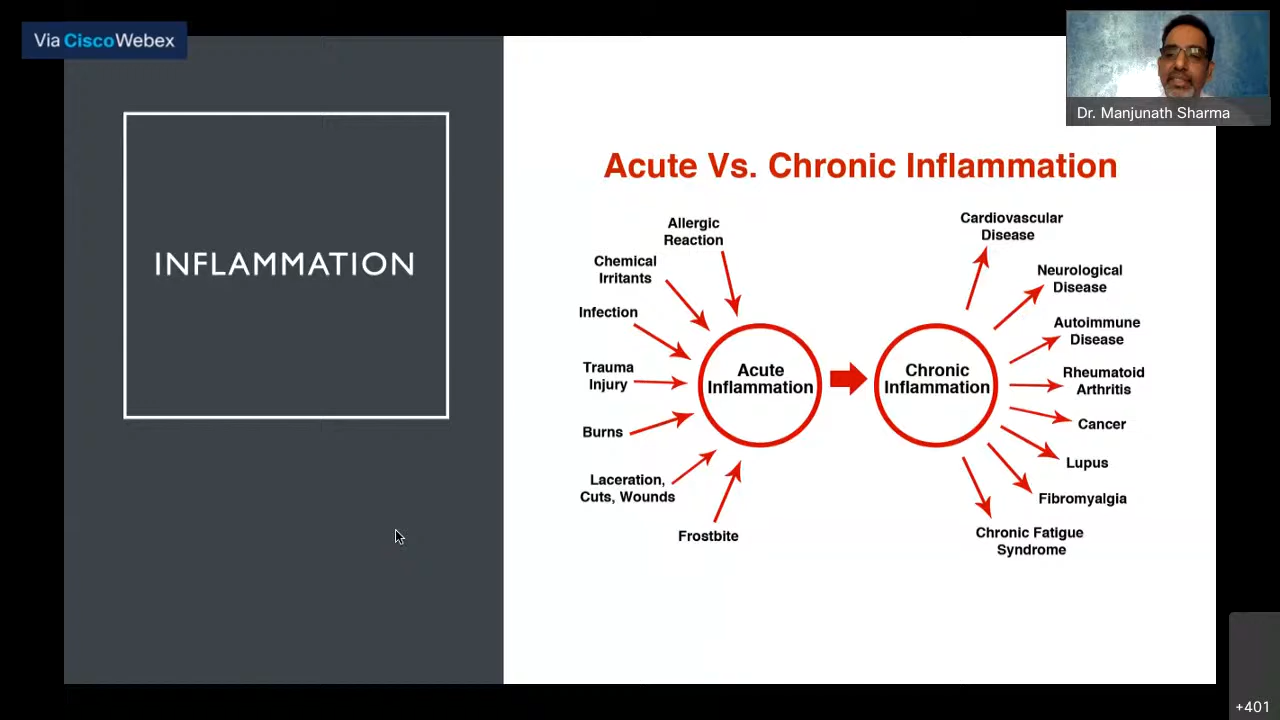 Via CiscoWebex
Dr. Manjunath Sharma
INFLAMMATION
Acute Vs. Chronic Inflammation
Allergic
Reaction
Chemical
Irritants
Infection
Trauma
Injury
Burns
Laceration,
Cuts, Wounds
Frostbite
Acute
Inflammation
Chronic
Inflammation
Cardiovascular
Disease
Neurological
Disease
Autoimmune
Disease
Rheumatoid
Arthritis
Cancer
Lupus
Fibromyalgia
Chronic Fatigue
Syndrome
+401